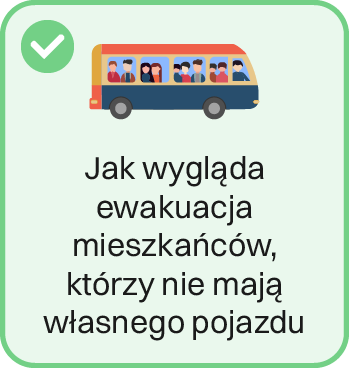 Jak wygląda
ewakuacja
mieszkańców,
którzy nie mają
własnego pojazdu